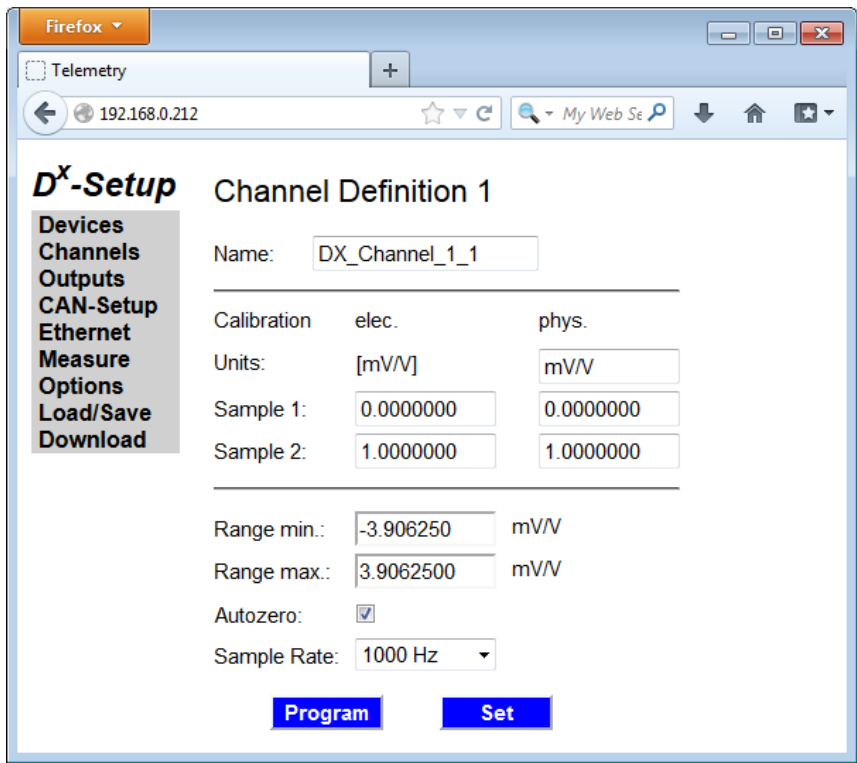 Firefox
Telemetry
192.168.0.212
My Web Se
Dx-Setup
Devices
Channels
Outputs
CAN-Setup
Ethernet
Measure
Options
Load/Save
Download
Channel Definition 1
Name: DX_Channel_1_1
Calibration elec. phys.
Units: [mV/V] mV/V
Sample 1: 0.0000000 0.0000000
Sample 2: 1.0000000 1.0000000
Range min.: -3.906250 mV/V
Range max.: 3.9062500 mV/V
Autozero:
Sample Rate: 1000 Hz
Program Set